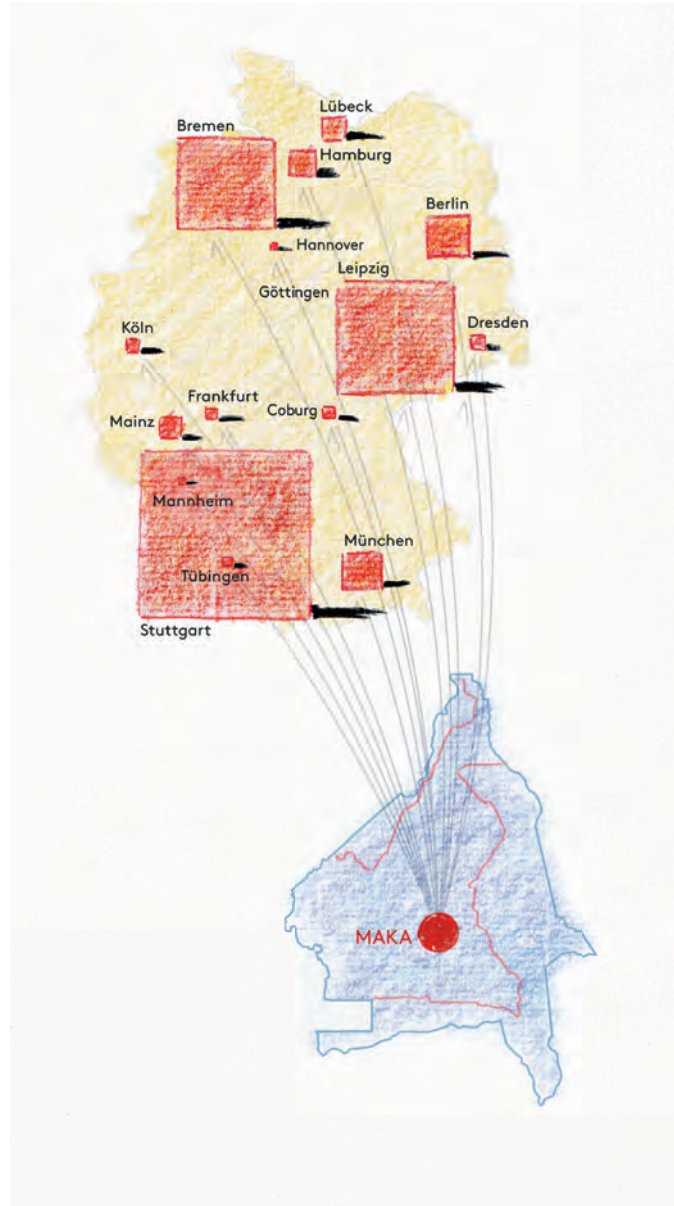 Lübeck
Bremen
Hamburg
Berlin
Hannover
Leipzig
Göttingen
Köln
Dresden
Frankfurt
Coburg
Mainz
Mannheim
München
Tübingen
Stuttgart
MAKA